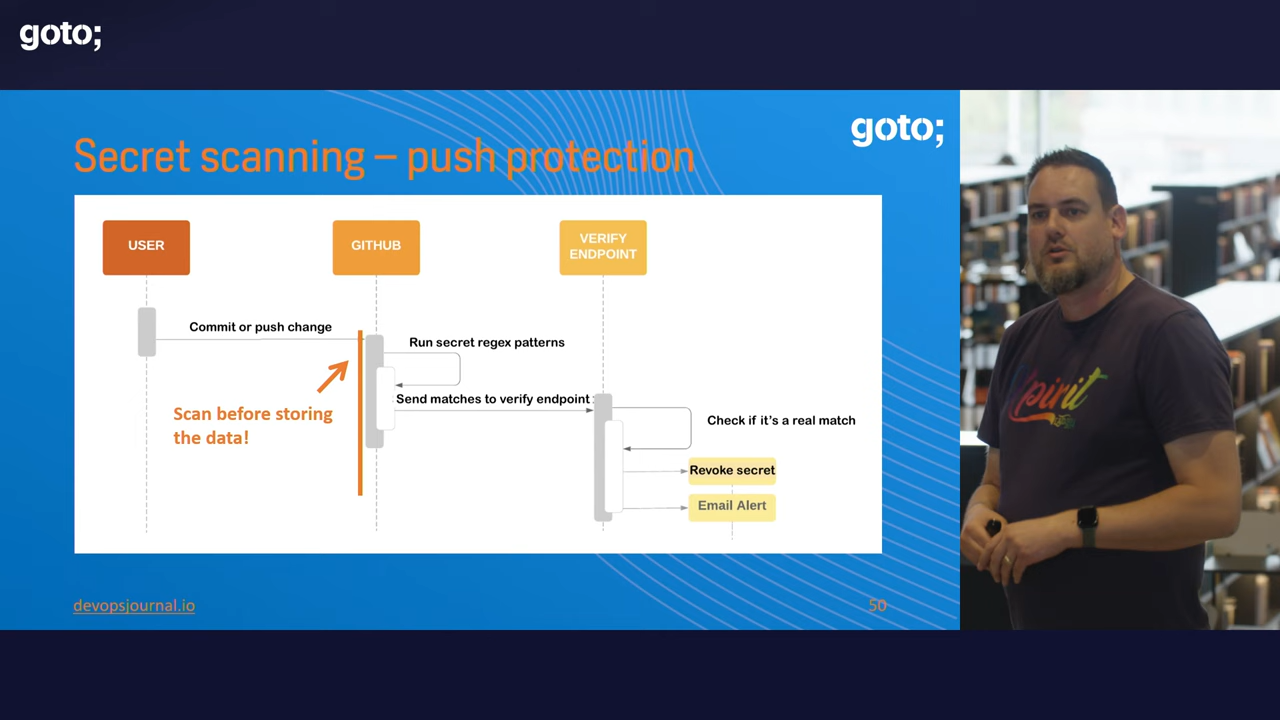 goto;
goto;
Secret scanning – push protection
USER
GITHUB
VERIFY
ENDPOINT
Commit or push change
Run secret regex patterns
Send matches to verify endpoint
Scan before storing
the data!
Check if it's a real match
Revoke secret
Email Alert
devopsjournal.io
50
Spirit